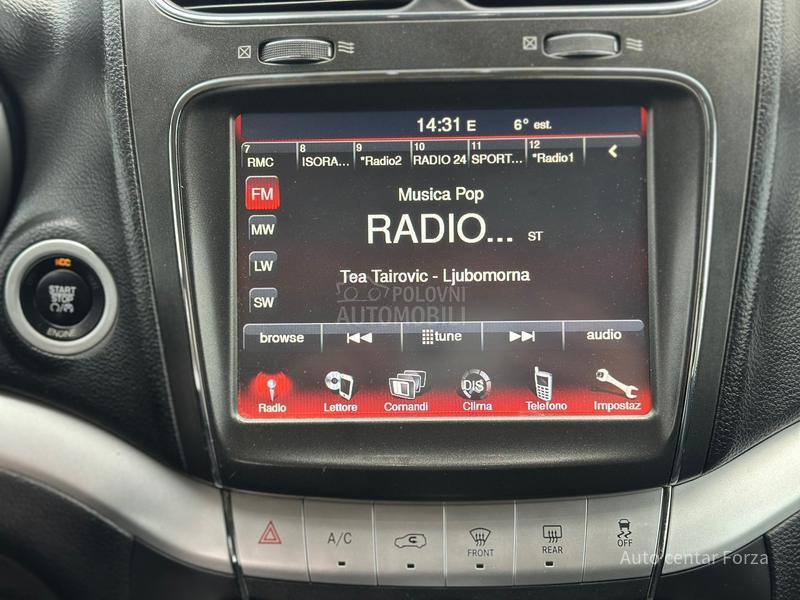 14:31 E 6° est.
7 8 9 10 11 12
RMC ISORA... *Radio2 RADIO 24 SPORT... *Radio1
FM
Musica Pop
MW
RADIO... ST
LW
Tea Tairovic - Ljubomorna
SW
POLOVNI
AUTOMOBILI
browse tune audio
DIS
Radio Lettore Comandi Clima Telefono Impostaz
START
STOP
ENGINE
A/C
FRONT
REAR
OFF
Auto centar Forza